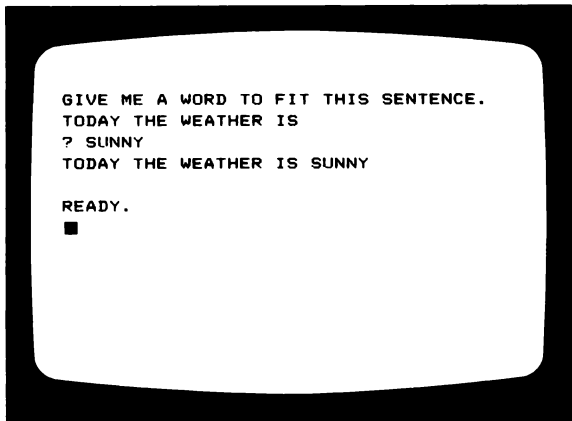 GIVE ME A WORD TO FIT THIS SENTENCE.
TODAY THE WEATHER IS
? SUNNY
TODAY THE WEATHER IS SUNNY
READY.